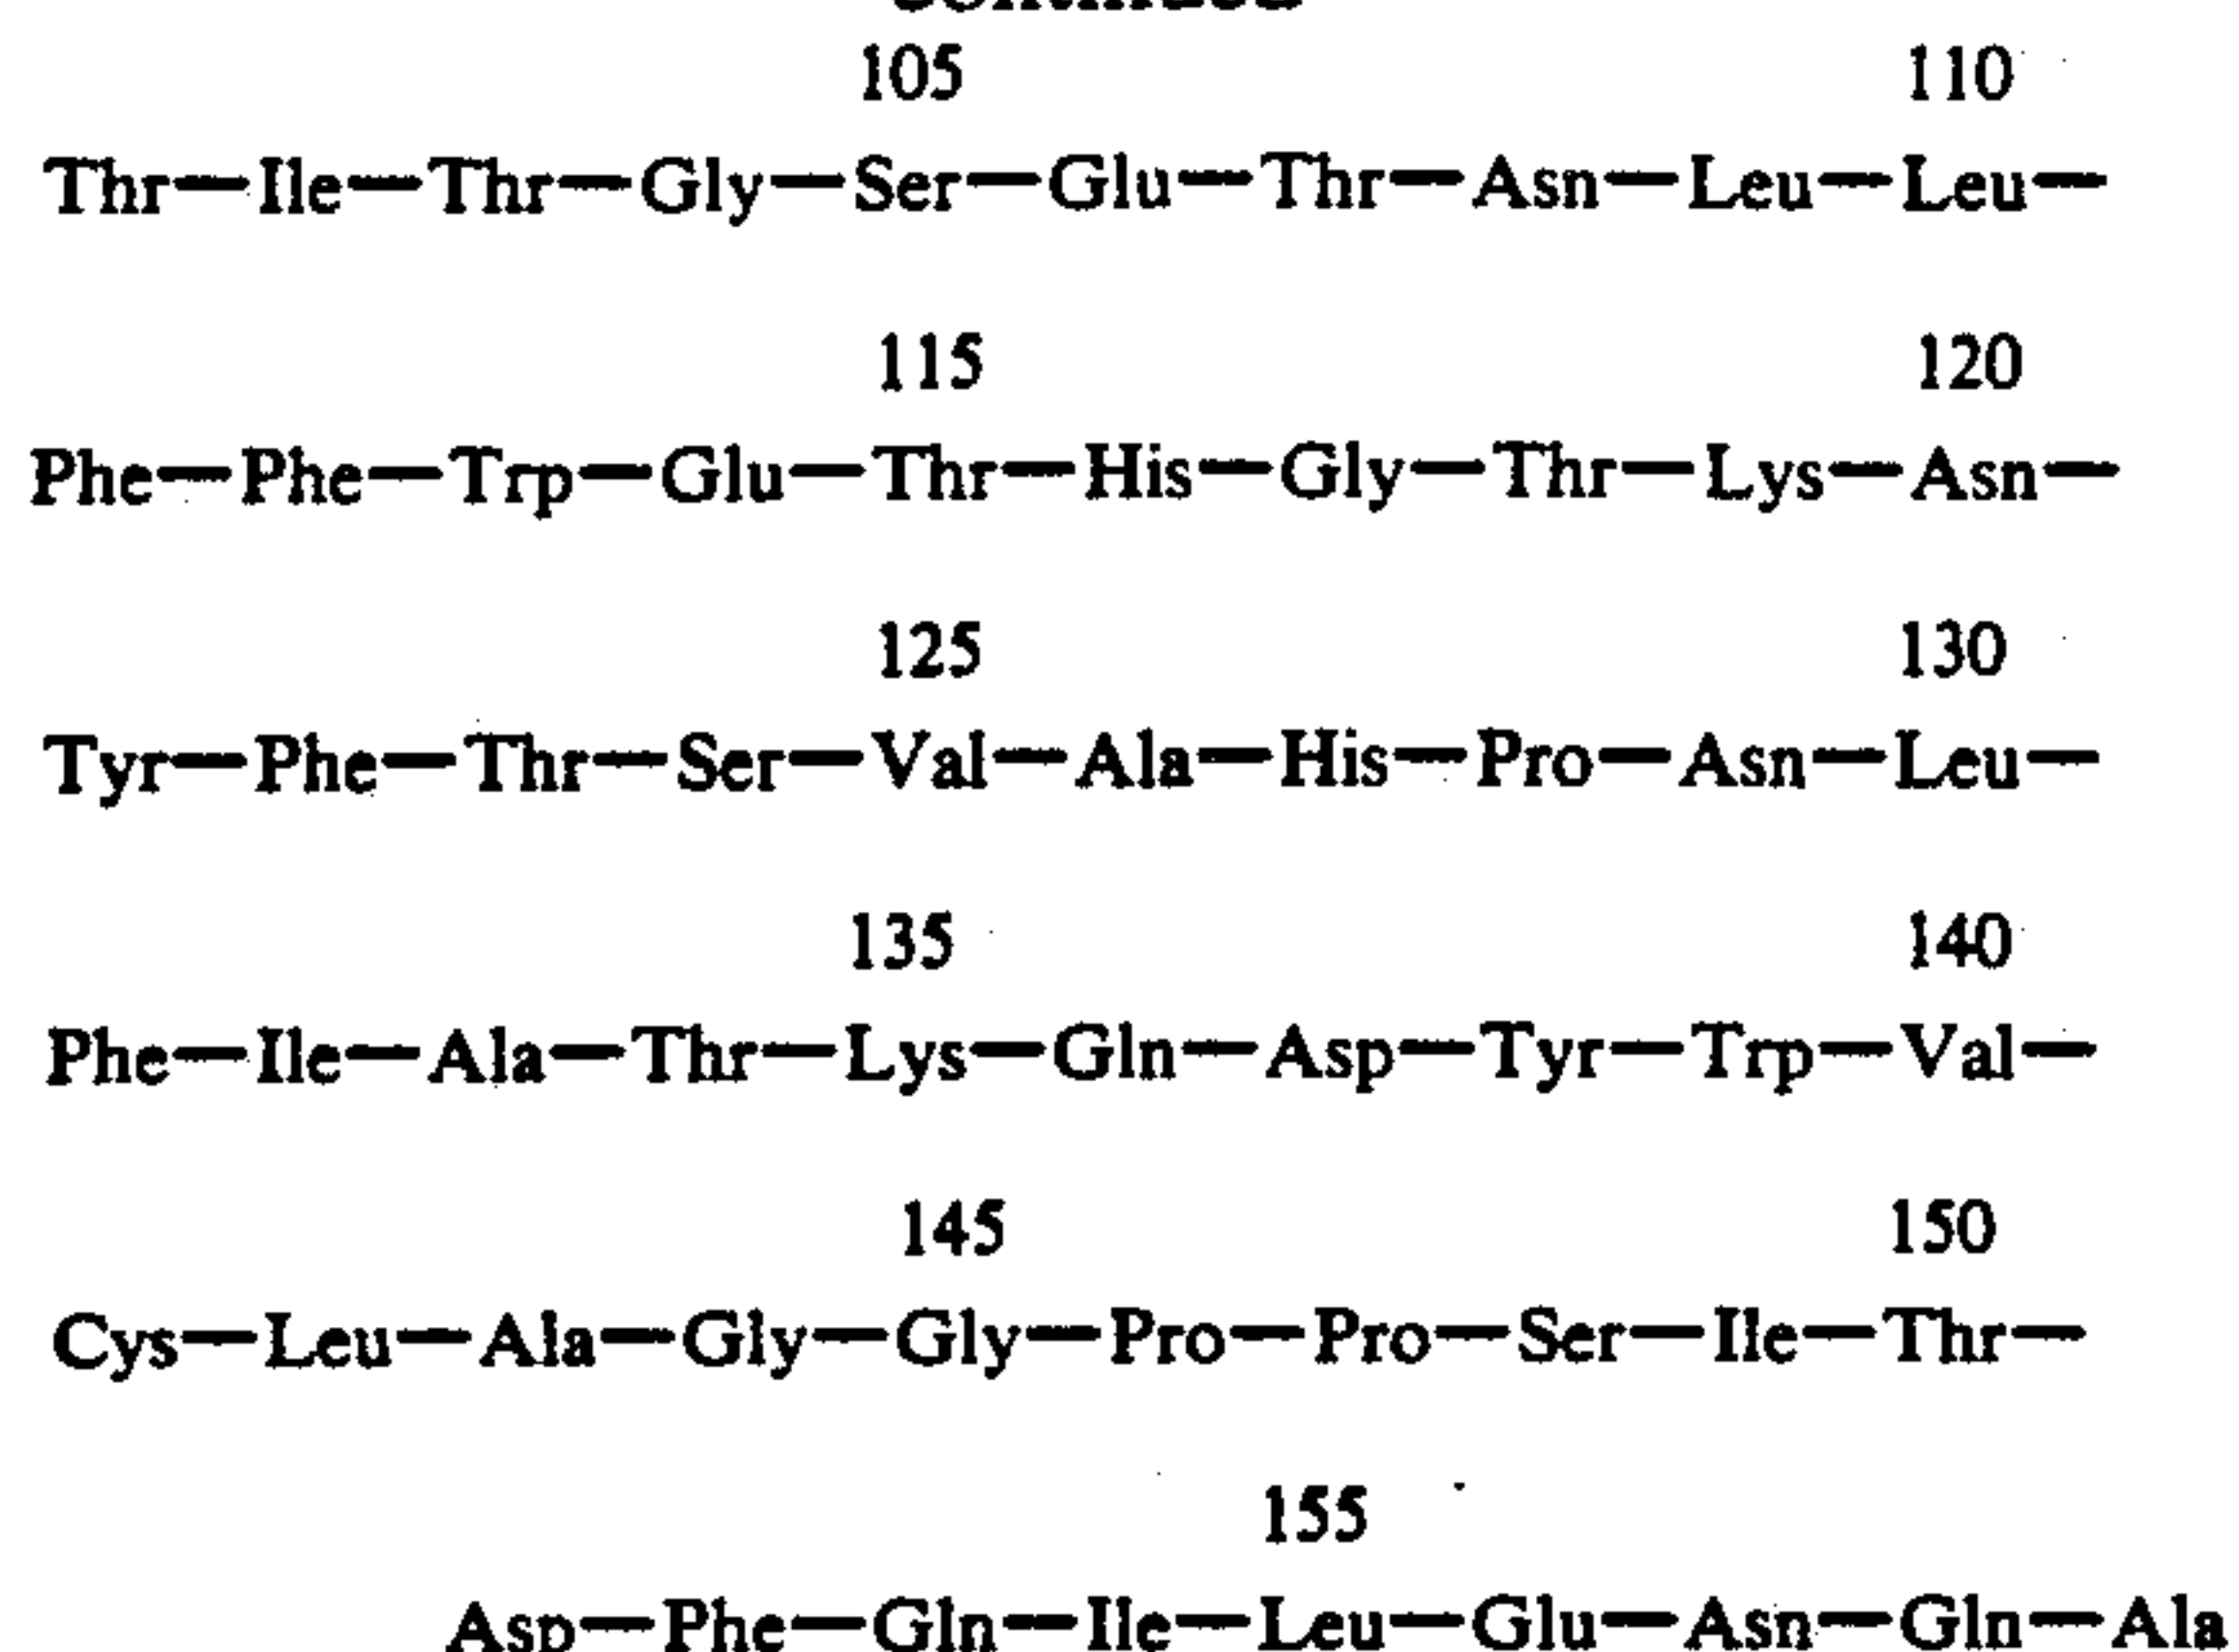 105 110
Thr—Ile—Thr—Gly—Ser—Glu—Thr—Asn—Leu—Leu—
115 120
Phe—Phe—Trp—Glu—Thr—His—Gly—Thr—Lys—Asn—
125 130
Tyr—Phe—Thr—Ser—Val—Ala—His—Pro—Asn—Leu—
135 140
Phe—Ile—Ala—Thr—Lys—Gln—Asp—Tyr—Trp—Val—
145 150
Cys—Leu—Ala—Gly—Gly—Pro—Pro—Ser—Ile—Thr—
155
Asp—Phe—Gln—Ile—Leu—Glu—Asn—Gln—Ala